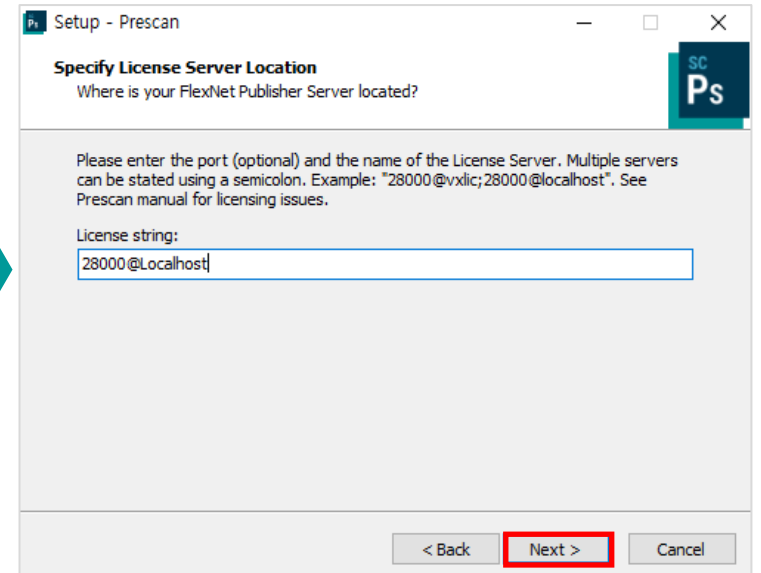 Ps Setup - Prescan
Specify License Server Location
Where is your FlexNet Publisher Server located?
SC
Ps
Please enter the port (optional) and the name of the License Server. Multiple servers
can be stated using a semicolon. Example: "28000@vxlic;28000@localhost". See
Prescan manual for licensing issues.
License string:
28000@Localhost
< Back Next > Cancel